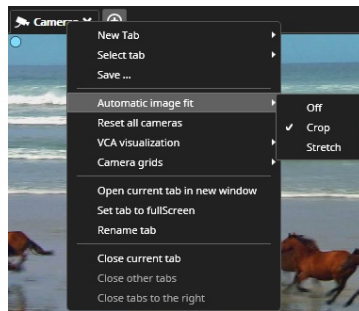 Cameras
New Tab
Select tab
Save ...
Automatic image fit
Off
Reset all cameras
Crop
VCA visualization
Stretch
Camera grids
Open current tab in new window
Set tab to fullScreen
Rename tab
Close current tab
Close other tabs
Close tabs to the right